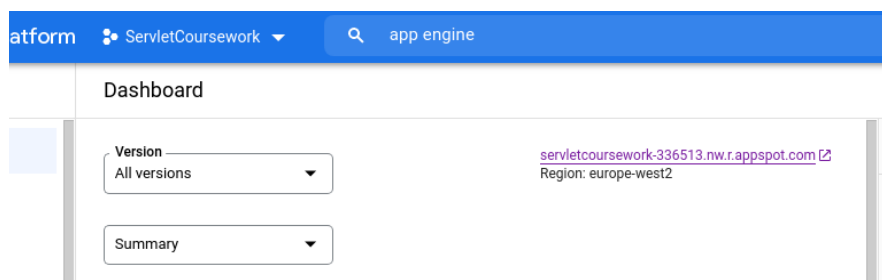 atform ServletCoursework app engine
Dashboard
Version
All versions
servletcoursework-336513.nw.r.appspot.com
Region: europe-west2
Summary